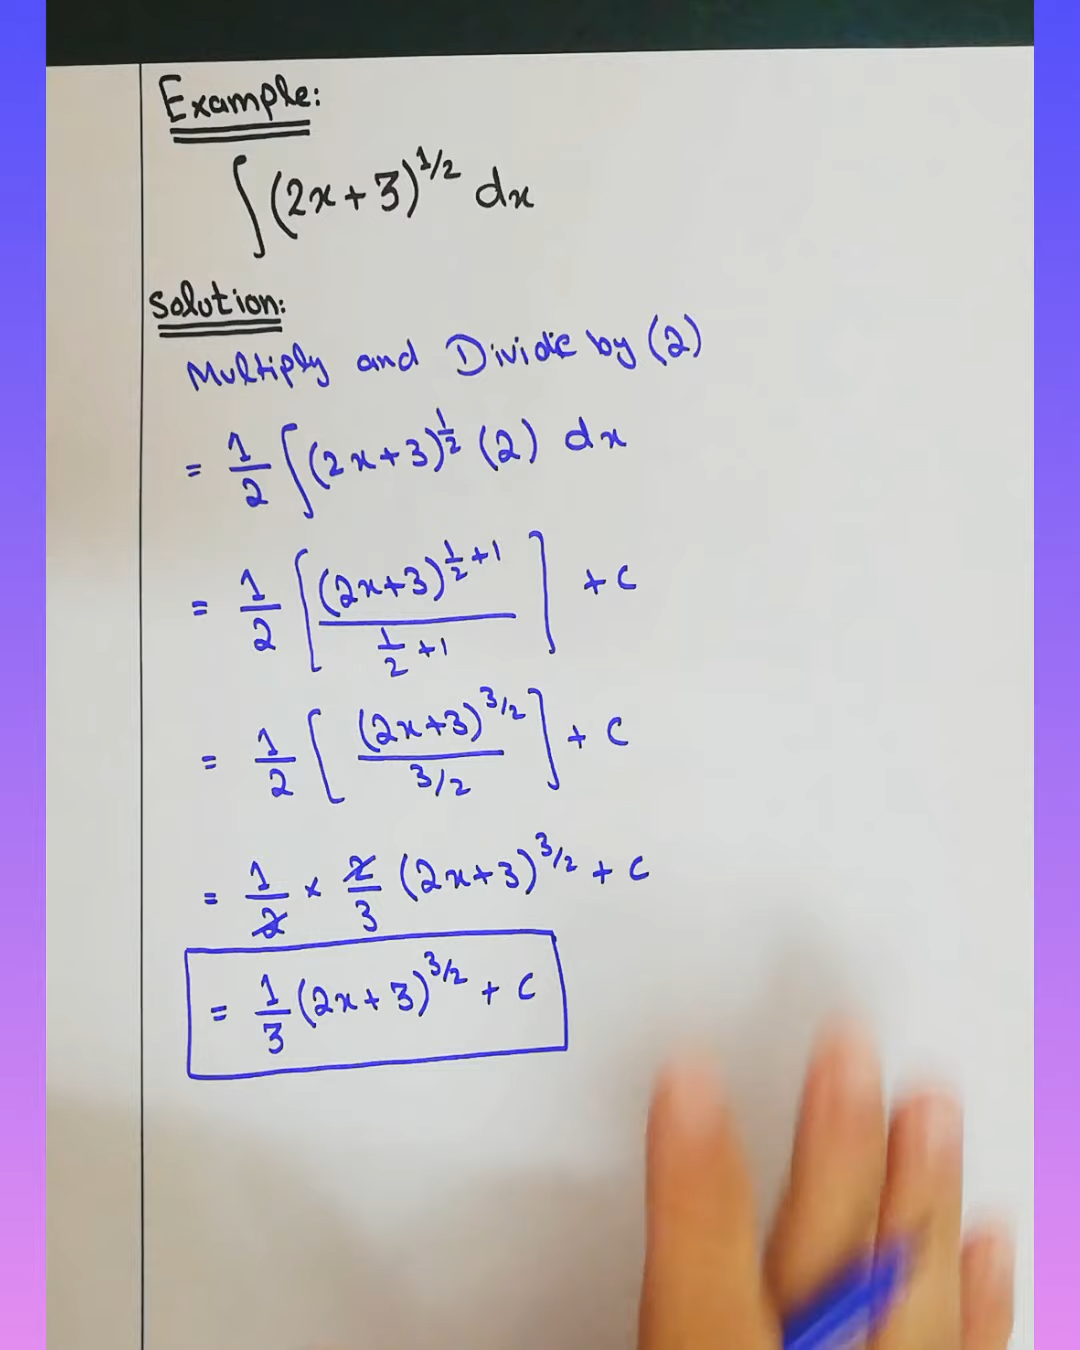 Example:
∫(2x+3)^1/2 dx
Solution:
Multiply and Divide by (2)
= 1/2 ∫(2x+3)^1/2 (2) dx
= 1/2 [(2x+3)^(1/2+1) / (1/2+1)] + C
= 1/2 [(2x+3)^3/2 / (3/2)] + C
= 1/2 × 2/3 (2x+3)^3/2 + C
= 1/3 (2x+3)^3/2 + C